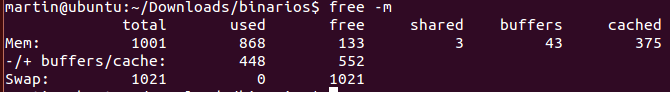 martin@ubuntu:~/Downloads/binarios$ free -m
             total       used       free     shared    buffers     cached
Mem:          1001        868        133          3         43        375
-/+ buffers/cache:        448        552
Swap:         1021          0       1021